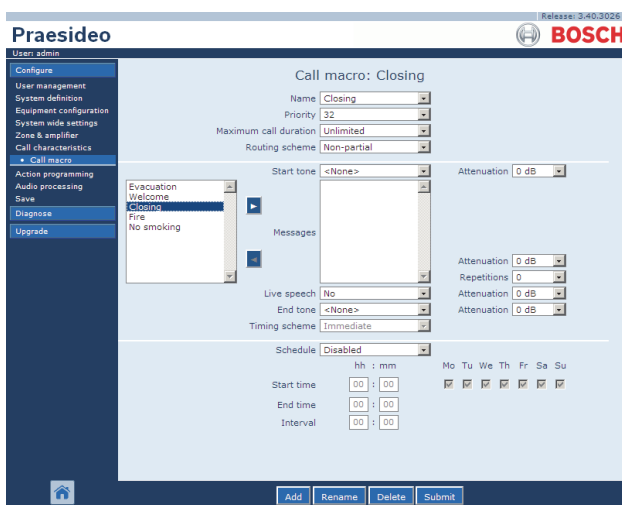 Release: 3.40.3026
Praesideo
BOSCH
User: admin
Configure
User management
System definition
Equipment configuration
System wide settings
Zone & amplifier
Call characteristics
• Call macro
Action programming
Audio processing
Save
Diagnose
Upgrade
Call macro: Closing
Name Closing
Priority 32
Maximum call duration Unlimited
Routing scheme Non-partial
Start tone <None> Attenuation 0 dB
Evacuation
Welcome
Closing
Fire
No smoking
Messages
Attenuation 0 dB
Repetitions 0
Live speech No Attenuation 0 dB
End tone <None> Attenuation 0 dB
Timing scheme Immediate
Schedule Disabled
hh : mm Mo Tu We Th Fr Sa Su
Start time 00 : 00
End time 00 : 00
Interval 00 : 00
Add Rename Delete Submit